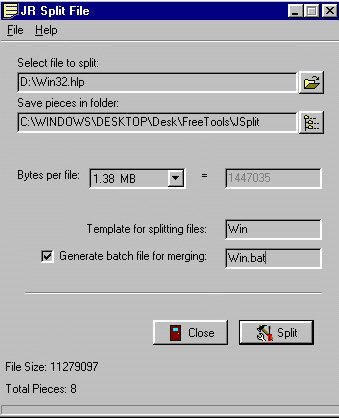 JR Split File
File Help
Select file to split:
D:\Win32.hlp
Save pieces in folder:
C:\WINDOWS\DESKTOP\Desk\FreeTools\JSplit
Bytes per file: 1.38 MB = 1447035
Template for splitting files: Win
Generate batch file for merging: Win.bat
Close Split
File Size: 11279097
Total Pieces: 8